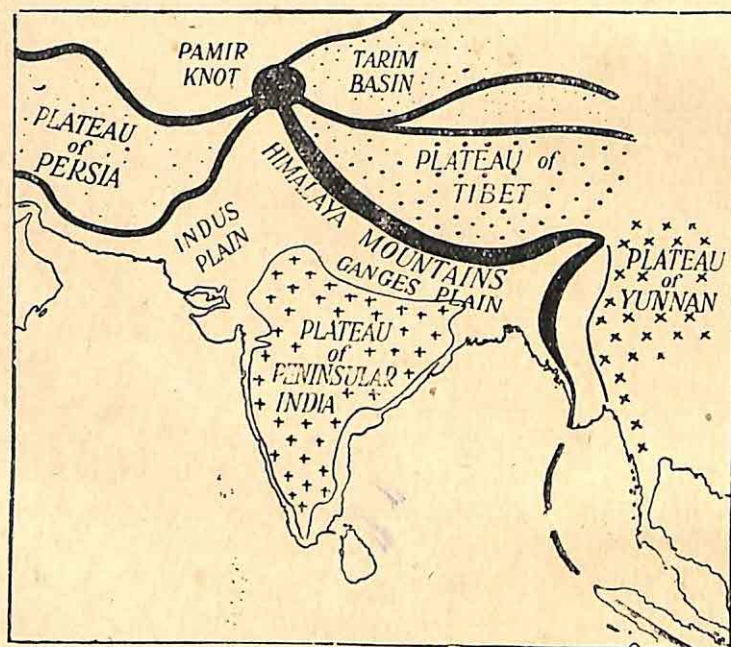 PAMIR
KNOT
TARIM
BASIN
PLATEAU
of
PERSIA
PLATEAU of
TIBET
HIMALAYA MOUNTAINS
INDUS
PLAIN
GANGES PLAIN
PLATEAU
of
YUNNAN
PLATEAU
of
PENINSULAR
INDIA